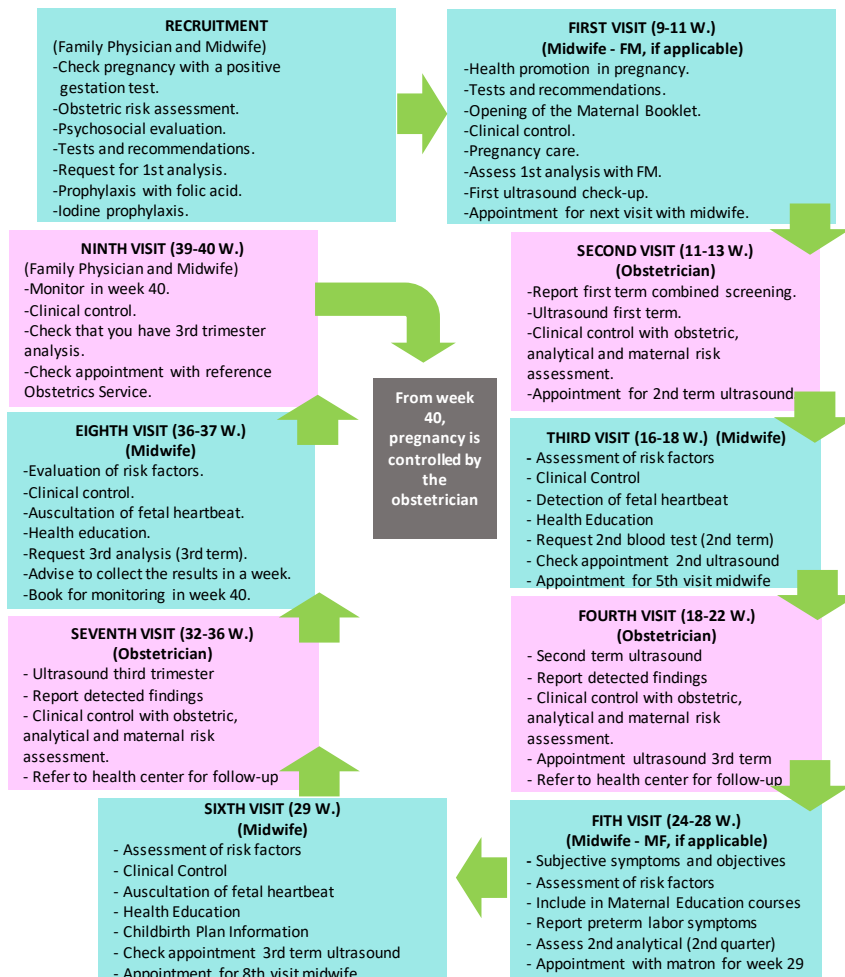 RECRUITMENT
(Family Physician and Midwife)
-Check pregnancy with a positive
gestation test.
-Obstetric risk assessment.
-Psychosocial evaluation.
-Tests and recommendations.
-Request for 1st analysis.
-Prophylaxis with folic acid.
-Iodine prophylaxis.
FIRST VISIT (9-11 W.)
(Midwife - FM, if applicable)
-Health promotion in pregnancy.
-Tests and recommendations.
-Opening of the Maternal Booklet.
-Clinical control.
-Pregnancy care.
-Assess 1st analysis with FM.
-First ultrasound check-up.
-Appointment for next visit with midwife.
SECOND VISIT (11-13 W.)
(Obstetrician)
-Report first term combined screening.
-Ultrasound first term.
-Clinical control with obstetric,
analytical and maternal risk
assessment.
-Appointment for 2nd term ultrasound
THIRD VISIT (16-18 W.) (Midwife)
- Assessment of risk factors
- Clinical Control
- Detection of fetal heartbeat
- Health Education
- Request 2nd blood test (2nd term)
- Check appointment 2nd ultrasound
- Appointment for 5th visit midwife
FOURTH VISIT (18-22 W.)
(Obstetrician)
- Second term ultrasound
- Report detected findings
- Clinical control with obstetric,
analytical and maternal risk
assessment.
- Appointment ultrasound 3rd term
- Refer to health center for follow-up
FITH VISIT (24-28 W.)
(Midwife - MF, if applicable)
- Subjective symptoms and objectives
- Assessment of risk factors
- Include in Maternal Education courses
- Report preterm labor symptoms
- Assess 2nd analytical (2nd quarter)
- Appointment with matron for week 29
SIXTH VISIT (29 W.)
(Midwife)
- Assessment of risk factors
- Clinical Control
- Auscultation of fetal heartbeat
- Health Education
- Childbirth Plan Information
- Check appointment 3rd term ultrasound
- Appointment for 8th visit midwife
SEVENTH VISIT (32-36 W.)
(Obstetrician)
- Ultrasound third trimester
- Report detected findings
- Clinical control with obstetric,
analytical and maternal risk
assessment.
- Refer to health center for follow-up
EIGHTH VISIT (36-37 W.)
(Midwife)
-Evaluation of risk factors.
-Clinical control.
-Auscultation of fetal heartbeat.
-Health education.
-Request 3rd analysis (3rd term).
-Advise to collect the results in a week.
-Book for monitoring in week 40.
NINTH VISIT (39-40 W.)
(Family Physician and Midwife)
-Monitor in week 40.
-Clinical control.
-Check that you have 3rd trimester
analysis.
-Check appointment with reference
Obstetrics Service.
From week
40,
pregnancy is
controlled by
the
obstetrician